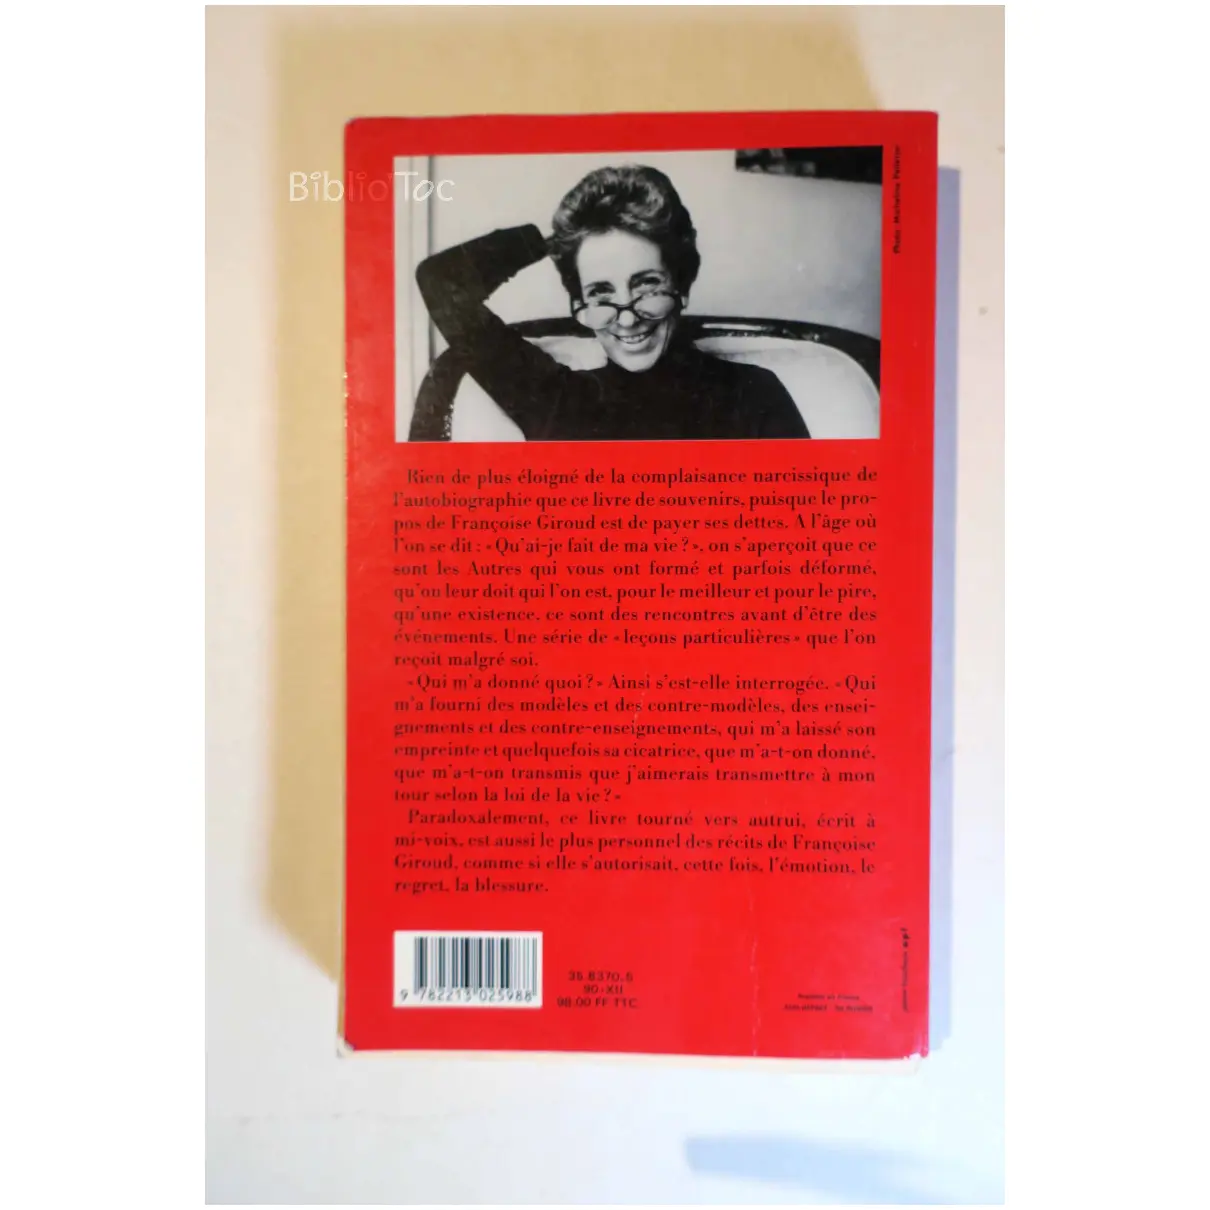 Biblio'Toc
Photo: Micheline Pelletier
Rien de plus éloigné de la complaisance narcissique de
l'autobiographie que ce livre de souvenirs, puisque le pro-
pos de Françoise Giroud est de payer ses dettes. A l'âge où
l'on se dit : « Qu'ai-je fait de ma vie ? », on s'aperçoit que ce
sont les Autres qui vous ont formé et parfois déformé,
qu'on leur doit qui l'on est, pour le meilleur et pour le pire,
qu'une existence, ce sont des rencontres avant d'être des
événements. Une série de « leçons particulières » que l'on
reçoit malgré soi.
« Qui m'a donné quoi ? » Ainsi s'est-elle interrogée. « Qui
m'a fourni des modèles et des contre-modèles, des ensei-
gnements et des contre-enseignements, qui m'a laissé son
empreinte et quelquefois sa cicatrice, que m'a-t-on donné,
que m'a-t-on transmis que j'aimerais transmettre à mon
tour selon la loi de la vie ? »
Paradoxalement, ce livre tourné vers autrui, écrit à
mi-voix, est aussi le plus personnel des récits de Françoise
Giroud, comme si elle s'autorisait, cette fois, l'émotion, le
regret, la blessure.
9 782213 025988
35.8370.5
90-XII
98.00 FF TTC